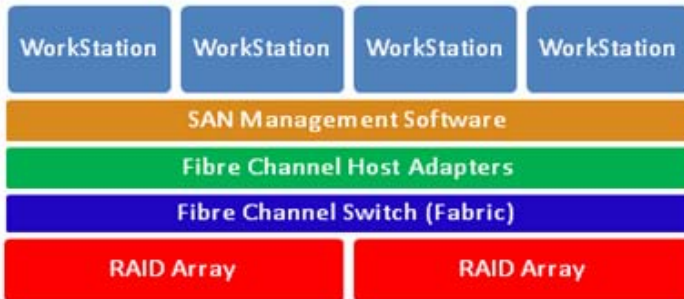 WorkStation WorkStation WorkStation WorkStation
SAN Management Software
Fibre Channel Host Adapters
Fibre Channel Switch (Fabric)
RAID Array RAID Array